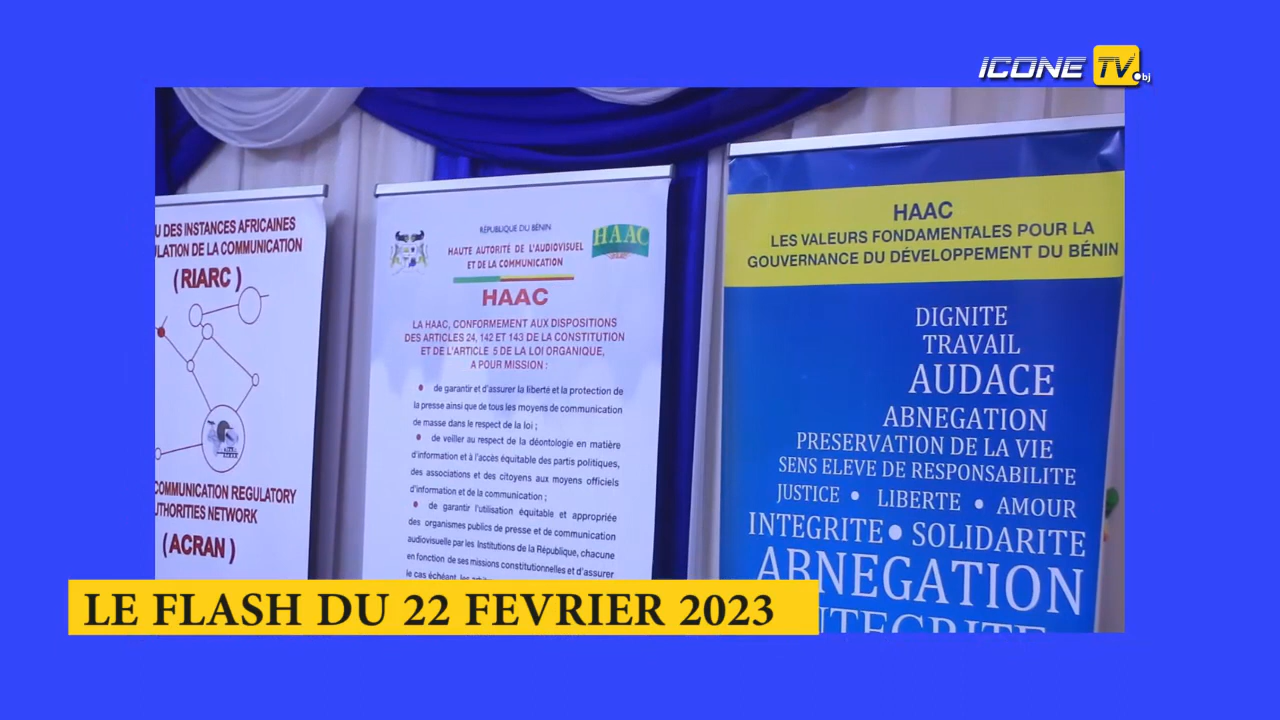 ICONE TV.bj
U DES INSTANCES AFRICAINES
ULATION DE LA COMMUNICATION
(RIARC)
COMMUNICATION REGULATORY
UTHORITIES NETWORK
(ACRAN)
RÉPUBLIQUE DU BÉNIN
HAUTE AUTORITÉ DE L'AUDIOVISUEL
ET DE LA COMMUNICATION
HAAC
HAAC
LA HAAC, CONFORMEMENT AUX DISPOSITIONS
DES ARTICLES 24, 142 ET 143 DE LA CONSTITUTION
ET DE L'ARTICLE 5 DE LA LOI ORGANIQUE,
A POUR MISSION :
• de garantir et d'assurer la liberté et la protection de
la presse ainsi que de tous les moyens de communication
de masse dans le respect de la loi ;
• de veiller au respect de la déontologie en matière
d'information et à l'accès équitable des partis politiques,
des associations et des citoyens aux moyens officiels
d'information et de la communication ;
• de garantir l'utilisation équitable et appropriée
des organismes publics de presse et de communication
audiovisuelle par les Institutions de la République, chacune
en fonction de ses missions constitutionnelles et d'assurer
le cas échéant, les
HAAC
LES VALEURS FONDAMENTALES POUR LA
GOUVERNANCE DU DÉVELOPPEMENT DU BÉNIN
DIGNITE
TRAVAIL
AUDACE
ABNEGATION
PRESERVATION DE LA VIE
SENS ELEVE DE RESPONSABILITE
JUSTICE • LIBERTE • AMOUR
INTEGRITE • SOLIDARITE
ABNEGATION
INTEGRITE
LE FLASH DU 22 FEVRIER 2023